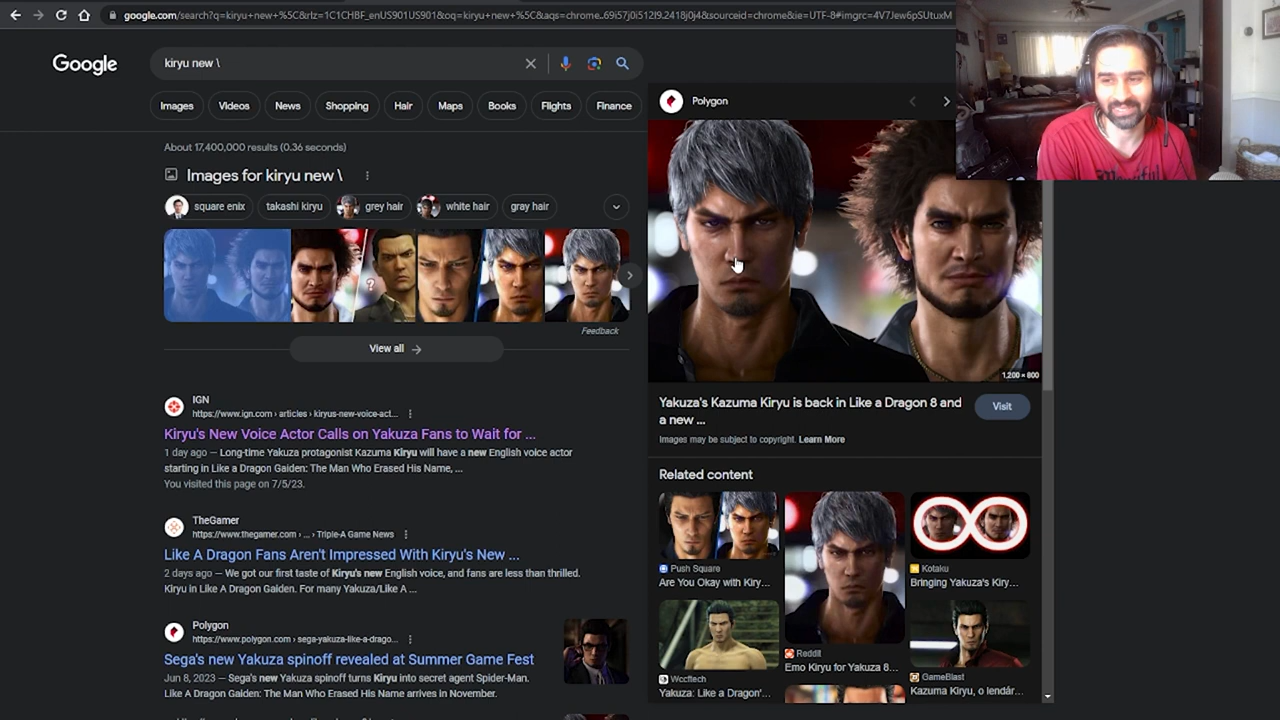 google.com/search?q=kiryu+new+%5C&rlz=1C1CHBF_enUS901US901&oq=kiryu+new+%5C&aqs=chrome..69i57j0i512l9.2418j0j4&sourceid=chrome&ie=UTF-8#imgrc=4V7Jew6pSUtuxM
Google
kiryu new \
Images
Videos
News
Shopping
Hair
Maps
Books
Flights
Finance
About 17,400,000 results (0.36 seconds)
Images for kiryu new \
square enix
takashi kiryu
grey hair
white hair
gray hair
Feedback
View all
IGN
https://www.ign.com › articles › kiryus-new-voice-act...
Kiryu's New Voice Actor Calls on Yakuza Fans to Wait for ...
1 day ago — Long-time Yakuza protagonist Kazuma Kiryu will have a new English voice actor
starting in Like a Dragon Gaiden: The Man Who Erased His Name, ...
You visited this page on 7/5/23.
TheGamer
https://www.thegamer.com › ... › Triple-A Game News
Like A Dragon Fans Aren't Impressed With Kiryu's New ...
2 days ago — We got our first taste of Kiryu's new English voice, and fans are less than thrilled.
Kiryu in Like A Dragon Gaiden. For many Yakuza/Like A ...
Polygon
https://www.polygon.com › sega-yakuza-like-a-drago...
Sega's new Yakuza spinoff revealed at Summer Game Fest
Jun 8, 2023 — Sega's new Yakuza spinoff turns Kiryu into secret agent Spider-Man.
Like A Dragon Gaiden: The Man Who Erased His Name arrives in November.
Polygon
1,200 × 800
Yakuza's Kazuma Kiryu is back in Like a Dragon 8 and
a new ...
Visit
Images may be subject to copyright. Learn More
Related content
Push Square
Are You Okay with Kiry...
Reddit
Emo Kiryu for Yakuza 8...
Kotaku
Bringing Yakuza's Kiry...
Wccftech
Yakuza: Like a Dragon'...
GameBlast
Kazuma Kiryu, o lendár...